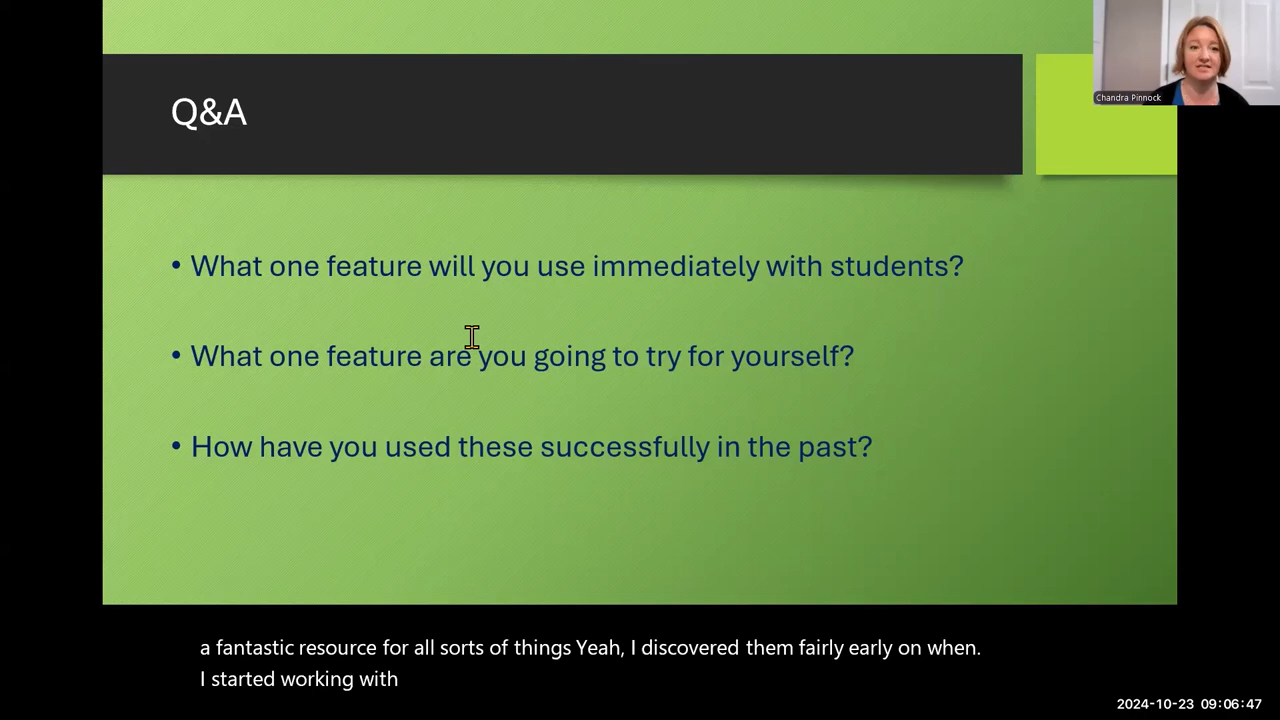 Chandra Pinnock
Q&A
• What one feature will you use immediately with students?
• What one feature are you going to try for yourself?
• How have you used these successfully in the past?
a fantastic resource for all sorts of things Yeah, I discovered them fairly early on when.
I started working with
2024-10-23 09:06:47